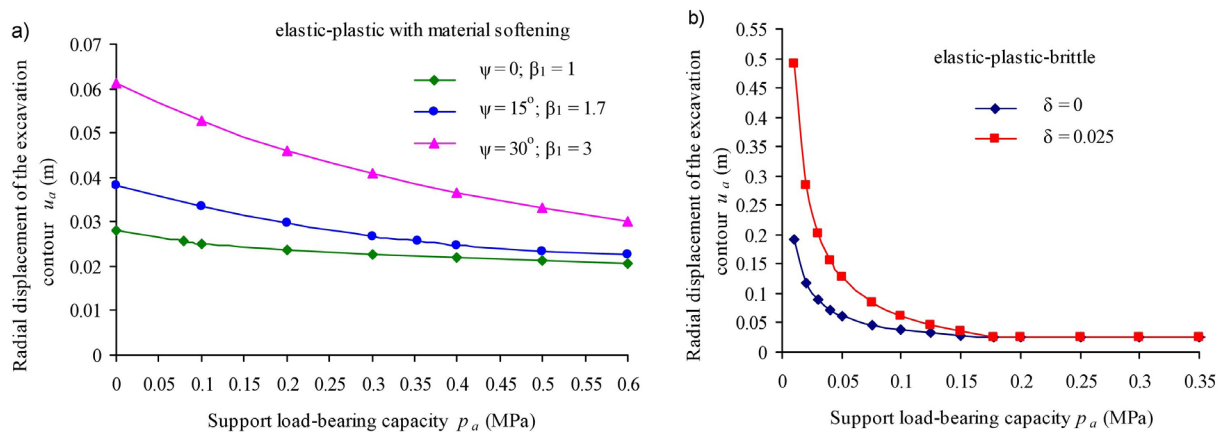 a)
elastic-plastic with material softening
ψ = 0; β1 = 1
ψ = 15°; β1 = 1.7
ψ = 30°; β1 = 3
Radial displacement of the excavation
contour ua (m)
0.07
0.06
0.05
0.04
0.03
0.02
0.01
0
0 0.05 0.1 0.15 0.2 0.25 0.3 0.35 0.4 0.45 0.5 0.55 0.6
Support load-bearing capacity pa (MPa)
b)
elastic-plastic-brittle
δ = 0
δ = 0.025
Radial displacement of the excavation
contour ua (m)
0.5
0.5
0.45
0.4
0.35
0.3
0.25
0.2
0.15
0.1
0.05
0
0 0.05 0.1 0.15 0.2 0.25 0.3 0.35
Support load-bearing capacity pa (MPa)